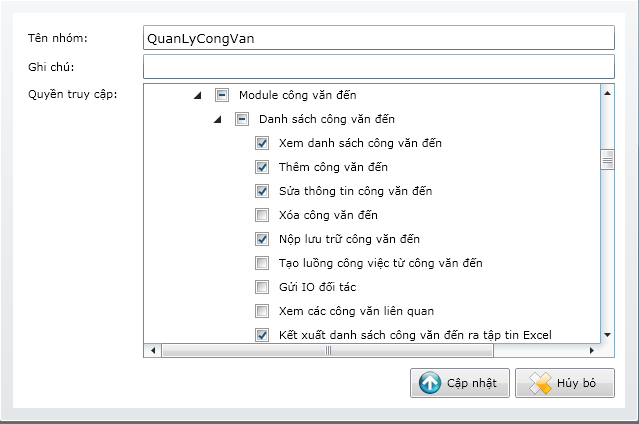 Tên nhóm: QuanLyCongVan
Ghi chú:
Quyền truy cập:
Module công văn đến
Danh sách công văn đến
Xem danh sách công văn đến
Thêm công văn đến
Sửa thông tin công văn đến
Xóa công văn đến
Nộp lưu trữ công văn đến
Tạo luồng công việc từ công văn đến
Gửi IO đối tác
Xem các công văn liên quan
Kết xuất danh sách công văn đến ra tập tin Excel
Cập nhật
Hủy bỏ